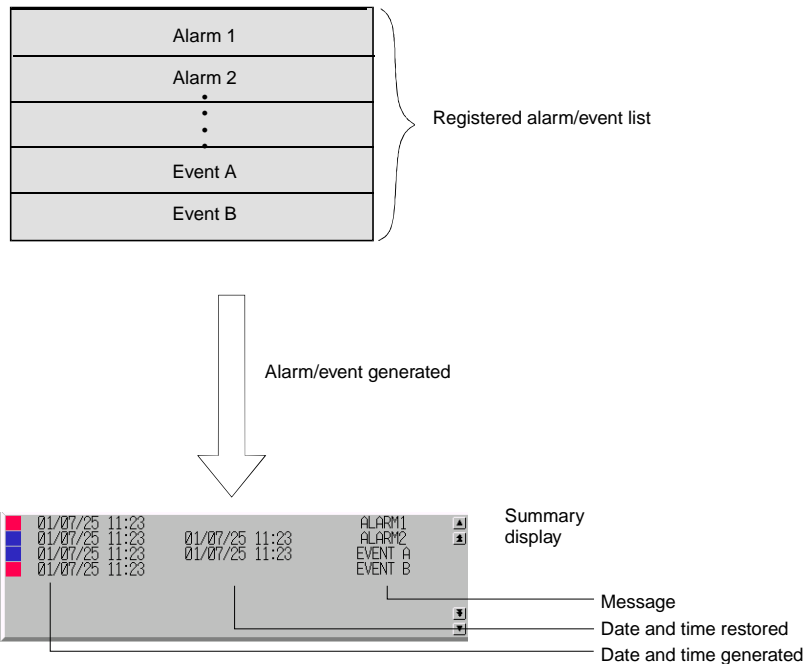 Alarm 1
Alarm 2
Registered alarm/event list
Event A
Event B
Alarm/event generated
01/07/25 11:23 ALARM1
01/07/25 11:23 01/07/25 11:23 ALARM2
01/07/25 11:23 01/07/25 11:23 EVENT A
01/07/25 11:23 EVENT B
Summary
display
Message
Date and time restored
Date and time generated